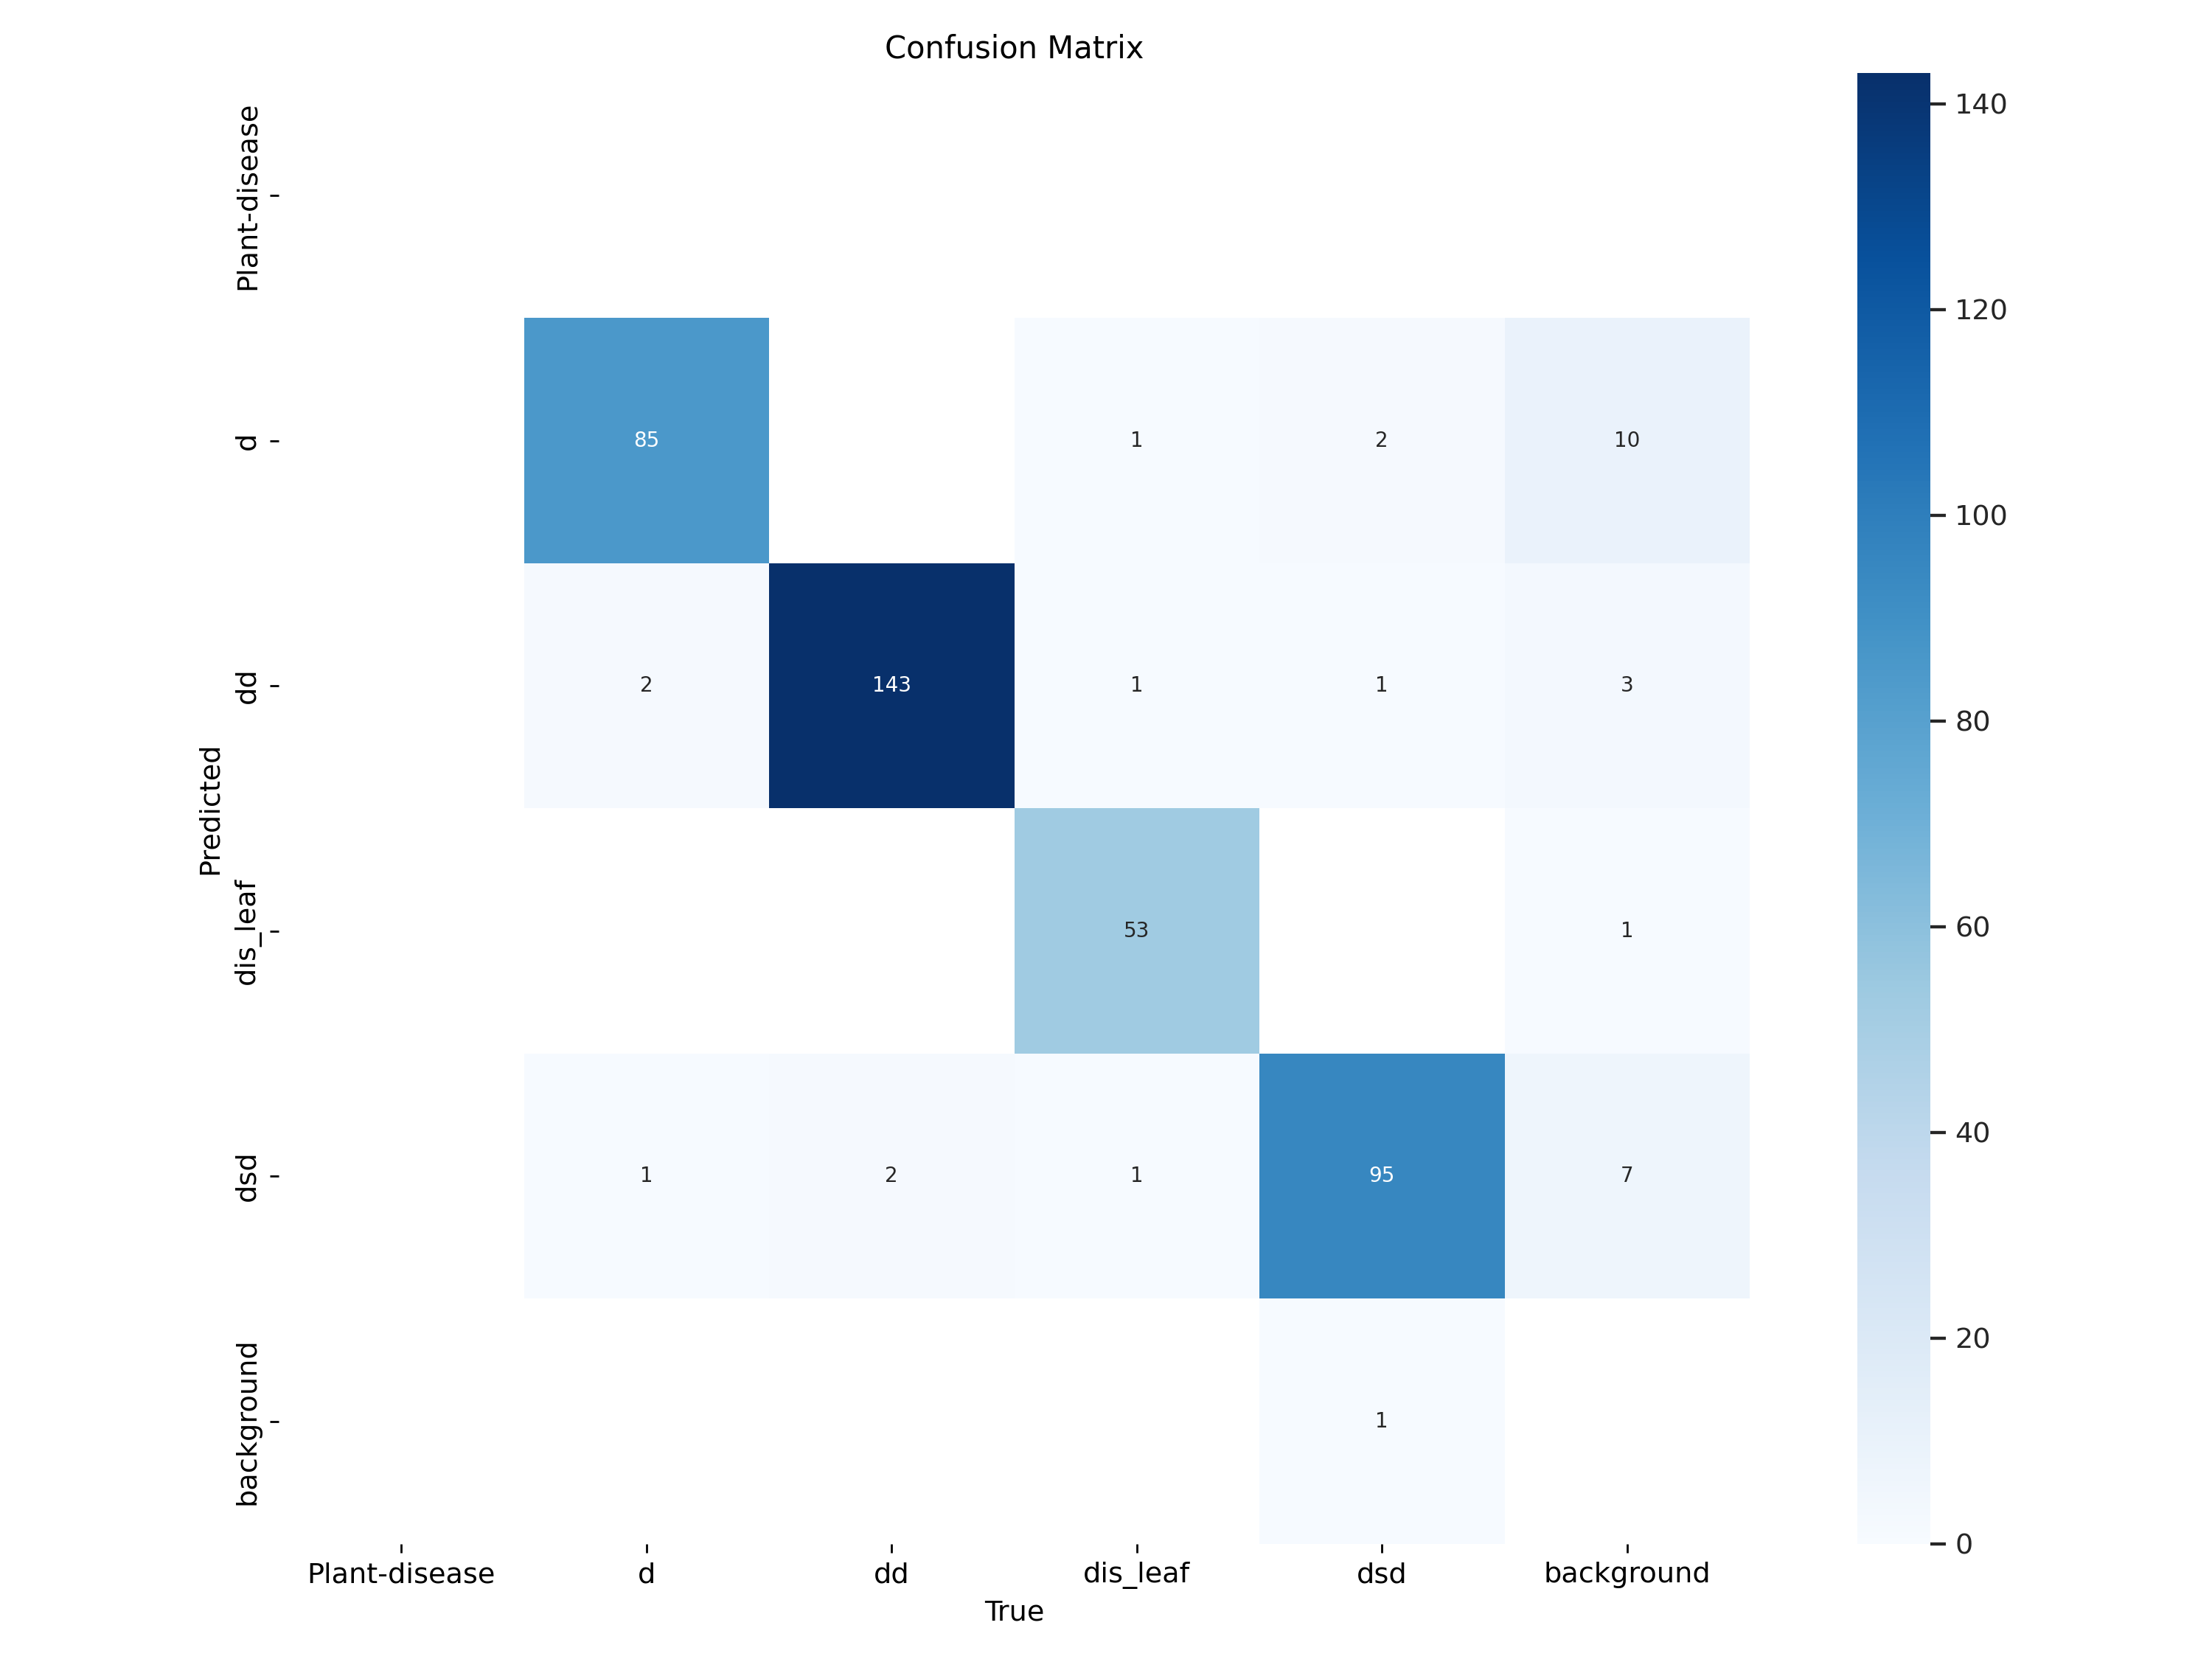 Confusion Matrix
Plant-disease
d
85
1
2
10
dd
2
143
1
1
3
Predicted
dis_leaf
53
1
dsd
1
2
1
95
7
background
1
Plant-disease
d
dd
dis_leaf
dsd
background
True
140
120
100
80
60
40
20
0